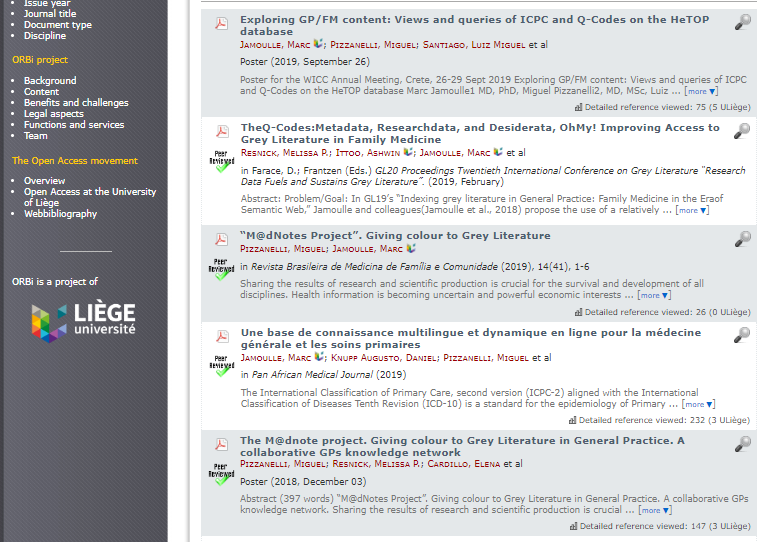 Issue year
Journal title
Document type
Discipline
ORBi project
Background
Content
Benefits and challenges
Legal aspects
Functions and services
Team
The Open Access movement
Overview
Open Access at the University
of Liège
Webbibliography
ORBi is a project of
LIÈGE
université
Exploring GP/FM content: Views and queries of ICPC and Q-Codes on the HeTOP
database
Jamoulle, Marc; Pizzanelli, Miguel; Santiago, Luiz Miguel et al
Poster (2019, September 26)
Poster for the WICC Annual Meeting, Crete, 26-29 Sept 2019 Exploring GP/FM content: Views and queries of ICPC
and Q-Codes on the HeTOP database Marc Jamoulle1 MD, PhD, Miguel Pizzanelli2, MD, MSc, Luiz ... [more ▼]
Detailed reference viewed: 75 (5 ULiège)
TheQ-Codes:Metadata, Researchdata, and Desiderata, OhMy! Improving Access to
Grey Literature in Family Medicine
Peer
Reviewed
Resnick, Melissa P.; Ittoo, Ashwin; Jamoulle, Marc et al
in Farace, D.; Frantzen (Eds.) GL20 Proceedings Twentieth International Conference on Grey Literature "Research
Data Fuels and Sustains Grey Literature". (2019, February)
Abstract: Problem/Goal: In GL19's "Indexing grey literature in General Practice: Family Medicine in the Eraof
Semantic Web," Jamoulle and colleagues(Jamoulle et al., 2018) propose the use of a relatively ... [more ▼]
"M@dNotes Project". Giving colour to Grey Literature
Pizzanelli, Miguel; Jamoulle, Marc
Peer
Reviewed
in Revista Brasileira de Medicina de Família e Comunidade (2019), 14(41), 1-6
Sharing the results of research and scientific production is crucial for the survival and development of all
disciplines. Health information is becoming uncertain and powerful economic interests ... [more ▼]
Detailed reference viewed: 26 (0 ULiège)
Une base de connaissance multilingue et dynamique en ligne pour la médecine
générale et les soins primaires
Peer
Reviewed
Jamoulle, Marc; Knupp Augusto, Daniel; Pizzanelli, Miguel et al
in Pan African Medical Journal (2019)
The International Classification of Primary Care, second version (ICPC-2) aligned with the International
Classification of Diseases Tenth Revision (ICD-10) is a standard for the epidemiology of Primary ... [more ▼]
Detailed reference viewed: 232 (3 ULiège)
The M@dnote project. Giving colour to Grey Literature in General Practice. A
collaborative GPs knowledge network
Peer
Reviewed
Pizzanelli, Miguel; Resnick, Melissa P.; Cardillo, Elena et al
Poster (2018, December 03)
Abstract (397 words) "M@dNotes Project". Giving colour to Grey Literature in General Practice. A collaborative GPs
knowledge network. Sharing the results of research and scientific production is crucial ... [more ▼]
Detailed reference viewed: 147 (3 ULiège)